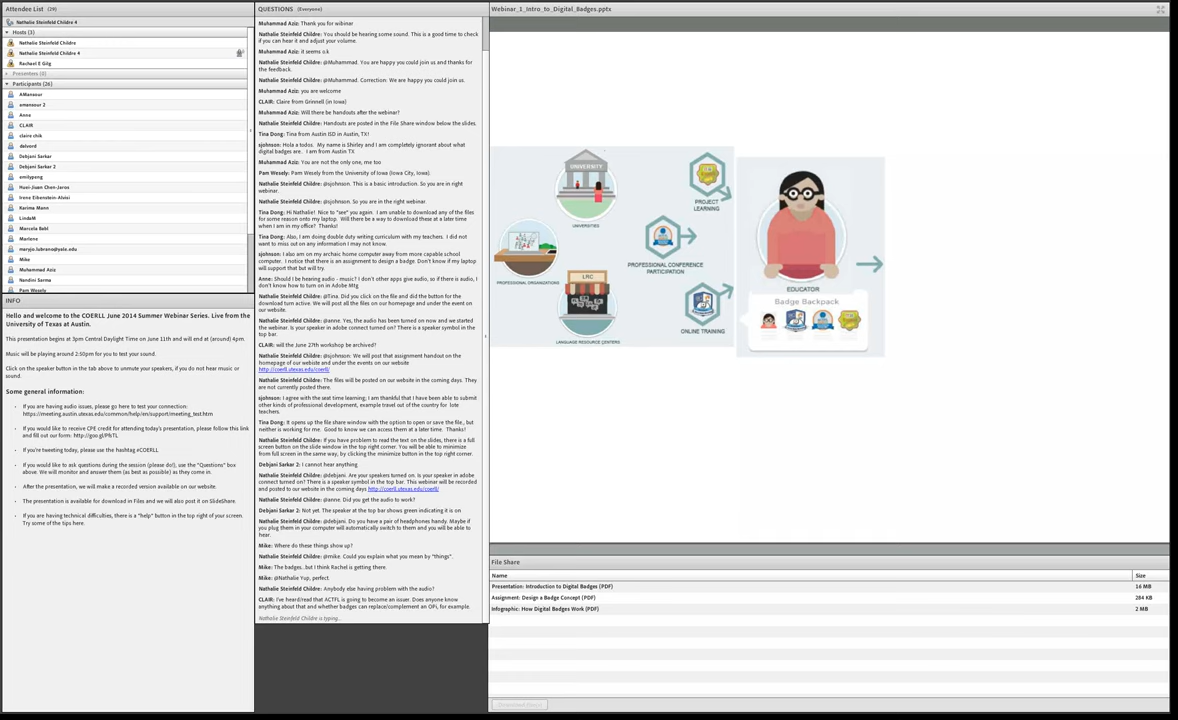 Attendee List (29)
Nathalie Steinfeld Childre 4
Hosts (3)
Nathalie Steinfeld Childre
Nathalie Steinfeld Childre 4
Rachael E Gilg
Presenters (0)
Participants (26)
AMansour
amansour 2
Anne
CLAIR
claire chik
delvord
Debjani Sarkar
Debjani Sarkar 2
emilypeng
Huei-Juan Chen-Jaros
Irene Eibenstein-Alvisi
Karima Mann
LindaM
Marcela Bebl
Marlene
maryjo.lubrano@yale.edu
Mike
Muhammad Aziz
Nandini Sarma
Pam Wesely
INFO
Hello and welcome to the COERLL June 2014 Summer Webinar Series. Live from the
University of Texas at Austin.
This presentation begins at 3pm Central Daylight Time on June 11th and will end at (around) 4pm.
Music will be playing around 2:50pm for you to test your sound.
Click on the speaker button in the tab above to unmute your speakers, if you do not hear music or
sound.
Some general information:
If you are having audio issues, please go here to test your connection:
https://meeting.austin.utexas.edu/common/help/en/support/meeting_test.htm
If you would like to receive CPE credit for attending today's presentation, please follow this
and fill out our form:
If you're tweeting today, please use the hashtag #COERLL
If you would like to ask questions during the session (please do!), use the "Questions" box
above. We will monitor and answer them (as best as possible) as they come in.
After the presentation, we will make a recorded version available on our website.
The presentation is available for download in Files and we will also post it on SlideShare.
If you are having technical difficulties, there is a "help" button in the top right of your screen.
Try some of the tips here.
QUESTIONS (Everyone)
Muhammad Aziz: Thank you for wibinar
Nathalie Steinfeld Childre: You should be hearing some sound. This is a good time to check
if you can hear it and adjust your volume.
Muhammad Aziz: it seems o.k
Nathalie Steinfeld Childre: @Muhammad. You are happy you could join us and thanks for
the feedback.
Nathalie Steinfeld Childre: @Muhammad. Correction: We are happy you could join us.
Muhammad Aziz: you are welcome
CLAIR: Claire from Grinnell (in Iowa)
Muhammad Aziz: Will there be handouts after the webinar?
Nathalie Steinfeld Childre: Handouts are posted in the File Share window below the slides.
Tina Dong: Tina from Austin ISD in Austin, TX!
sjohnson: Hola a todos. My name is Shirley and I am completely ignorant about what
digital badges are. I am from Austin TX
Muhammad Aziz: You are not the only one, me too
Pam Wesely: Pam Wesely from the University of Iowa (Iowa City, Iowa).
Nathalie Steinfeld Childre: @sjohnson. This is a basic introduction. So you are in right
webinar.
Nathalie Steinfeld Childre: @sjohnson. So you are in the right webinar.
Tina Dong: Hi Nathalie! Nice to "see" you again. I am unable to download any of the files
for some reason onto my laptop. Will there be a way to download these at a later time
when I am in my office? Thanks!
Tina Dong: Also, I am doing double duty writing curriculum with my teachers. I did not
want to miss out on any information I may not know.
sjohnson: I also am on my archaic home computer away from more capable school
computer. I notice that there is an assignment to design a badge. Don't know if my laptop
will support that but will try.
Anne: Should I be hearing audio - music? I don't other apps give audio, so if there is audio, I
don't know how to turn on in Adobe Mtg
Nathalie Steinfeld Childre: @Tina. Did you click on the file and did the button for the
download turn active. We will post all the files on our homepage and under the event on
our website.
Nathalie Steinfeld Childre: @anne. Yes, the audio has been turned on now and we started
the webinar. Is your speaker in adobe connect turned on? There is a speaker symbol in the
top bar.
CLAIR: will the June 27th workshop be archived?
Nathalie Steinfeld Childre: @sjohnson: We will post that assignment handout on the
homepage of our website and under the events on our website
http://coerll.utexas.edu/coerll/
Nathalie Steinfeld Childre: The files will be posted on our website in the coming days. They
are not currently posted there.
sjohnson: I agree with the seat time learning; I am thankful that I have been able to submit
other kinds of professional development, example travel out of the country for lote
teachers.
Tina Dong: It opens up the file share window with the option to open or save the file., but
neither is working for me. Good to know we can access them at a later time. Thanks!
Nathalie Steinfeld Childre: If you have problem to read the text on the slides, there is a full
screen button on the slide window in the top right corner. You will be able to minimize
from full screen in the same way, by clicking the minimize button in the top right corner.
Debjani Sarkar 2: I cannot hear anything
Nathalie Steinfeld Childre: @debjani. Are your speakers turned on. Is your speaker in adobe
connect turned on? There is a speaker symbol in the top bar. This webinar will be recorded
and posted to our website in the coming days http://coerll.utexas.edu/coerll/
Nathalie Steinfeld Childre: @anne. Did you get the audio to work?
Debjani Sarkar 2: Not yet. The speaker at the top bar shows green indicating it is on
Nathalie Steinfeld Childre: @debjani. Do you have a pair of headphones handy. Maybe if
you plug them in your computer will automatically switch to them and you will be able to
hear.
Mike: Where do these things show up?
Nathalie Steinfeld Childre: @mike. Could you explain what you mean by "things".
Mike: The badges...but I think Rachel is getting there.
Mike: @Nathalie Yup, perfect.
Nathalie Steinfeld Childre: Anybody else having problem with the audio?
CLAIR: I've heard/read that ACTFL is going to become an issuer. Does anyone know
anything about that and whether badges can replace/complement an OPI, for example.
Nathalie Steinfeld Childre is typing...
Webinar_1_Intro_to_Digital_Badges.pptx
UNIVERSITY
UNIVERSITIES
PROFESSIONAL ORGANIZATIONS
LRC
LANGUAGE RESOURCE CENTERS
PROJECT
LEARNING
PROFESSIONAL CONFERENCE
PARTICIPATION
ONLINE TRAINING
EDUCATOR
Badge Backpack
File Share
Name Size
Presentation: Introduction to Digital Badges (PDF) 16 MB
Assignment: Design a Badge Concept (PDF) 284 KB
Infographic: How Digital Badges Work (PDF) 2 MB